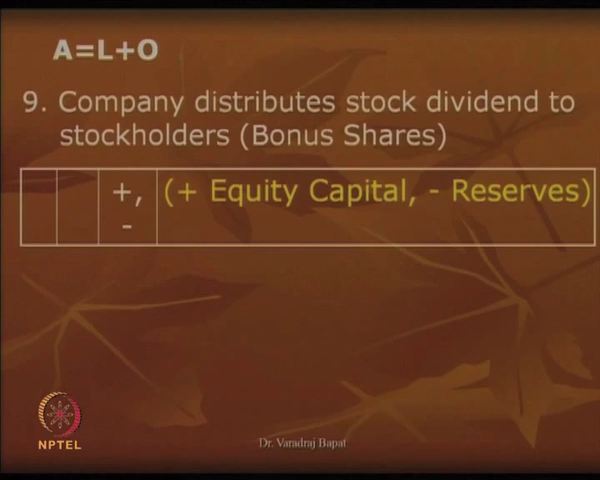 A=L+O
9. Company distributes stock dividend to
stockholders (Bonus Shares)
+, (+ Equity Capital, - Reserves)
-
NPTEL
Dr. Varadraj Bapat